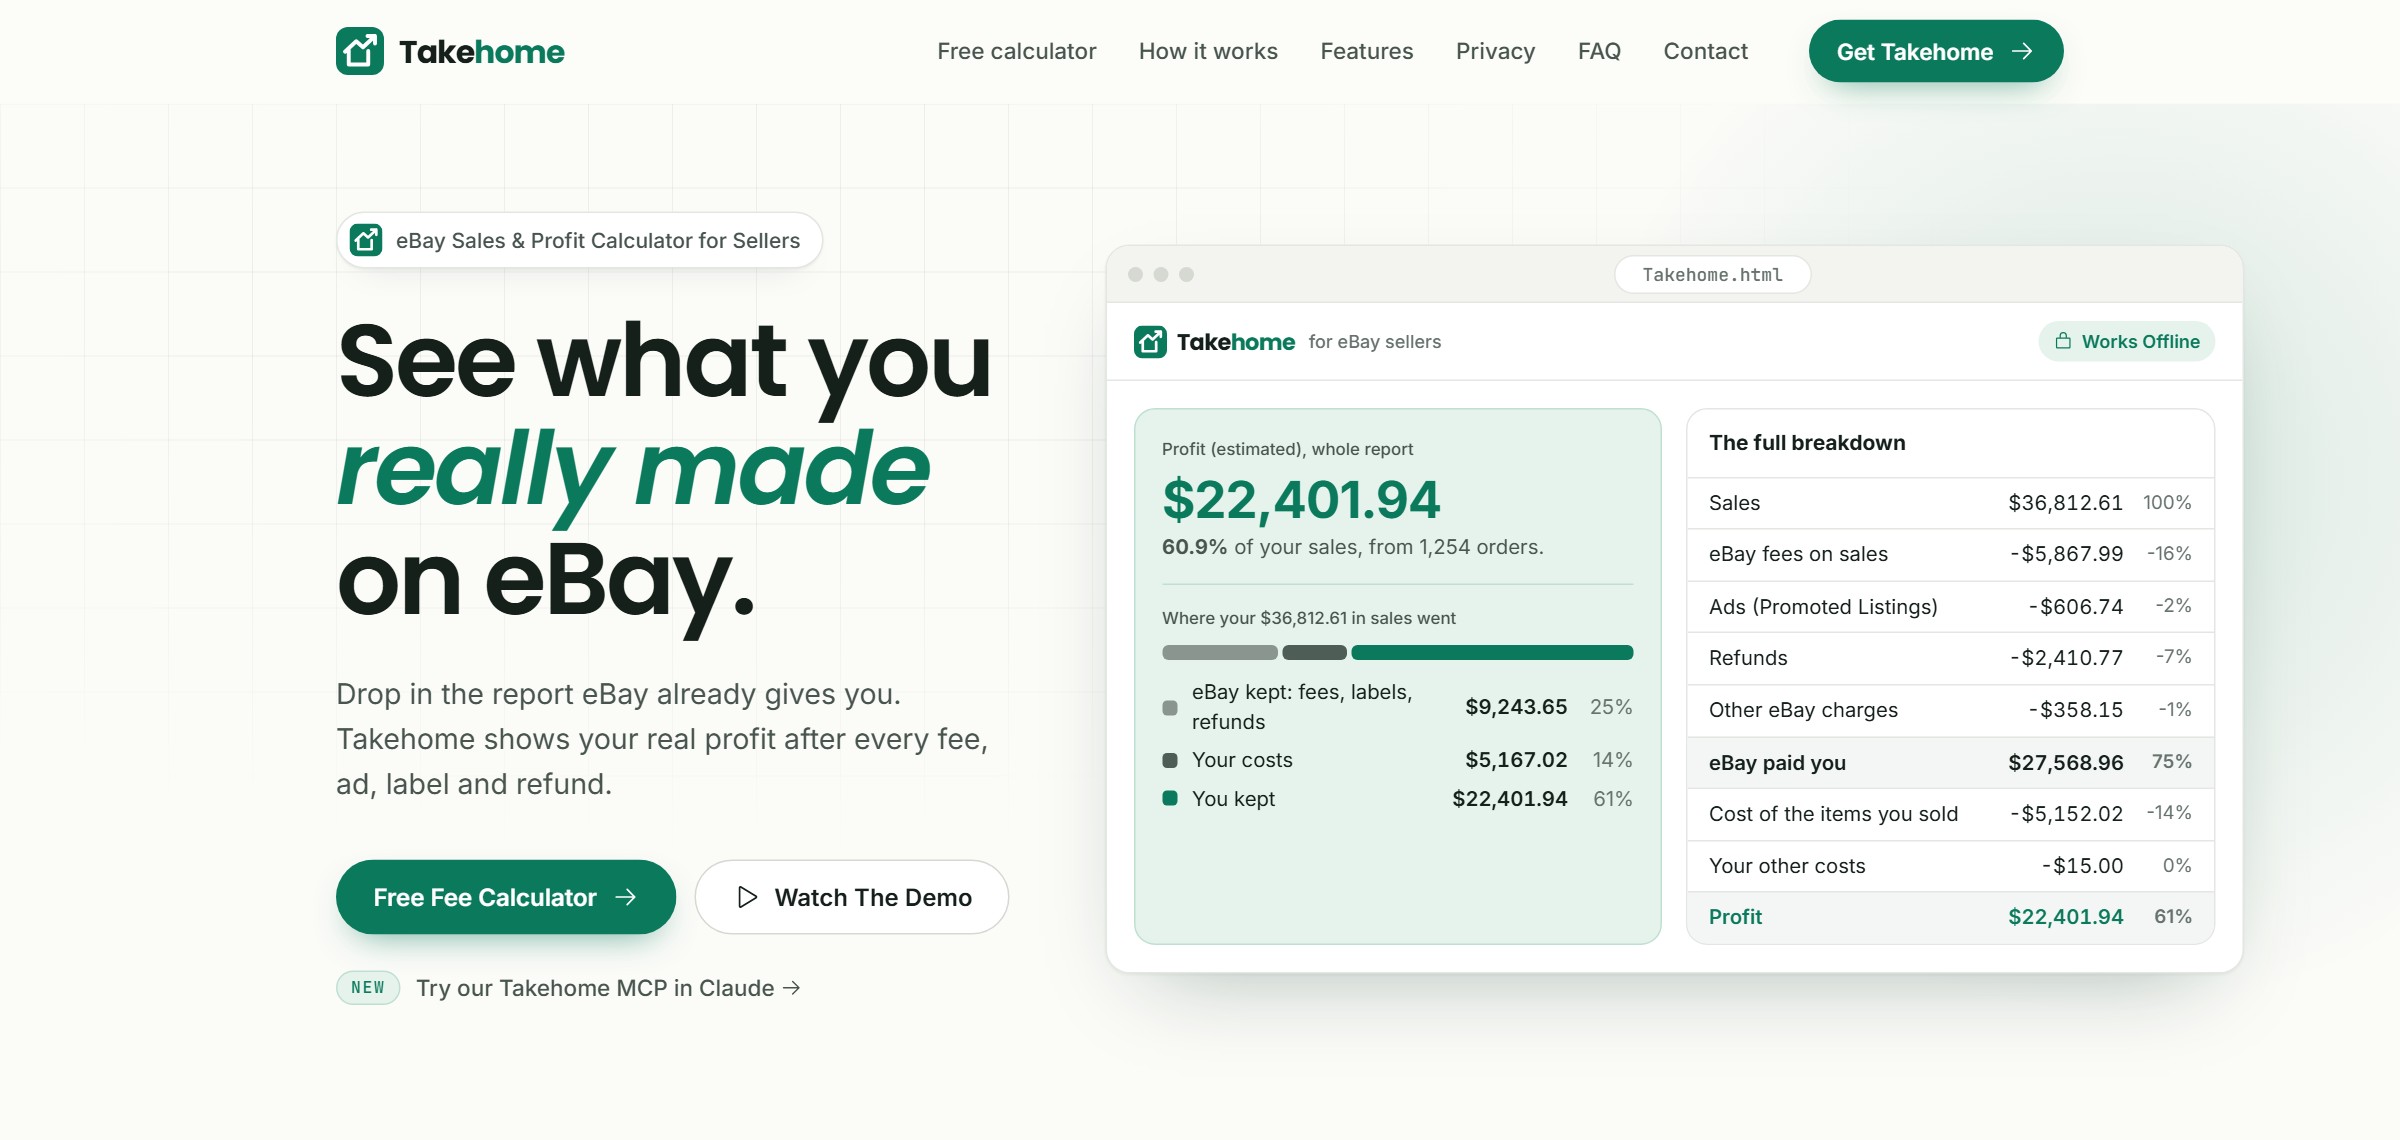 Takehome
Free calculator
How it works
Features
Privacy
FAQ
Contact
Get Takehome →
eBay Sales & Profit Calculator for Sellers
See what you
really made
on eBay.
Drop in the report eBay already gives you.
Takehome shows your real profit after every fee,
ad, label and refund.
Free Fee Calculator →
Watch The Demo
NEW Try our Takehome MCP in Claude →
Takehome.html
Takehome for eBay sellers
Works Offline
Profit (estimated), whole report
$22,401.94
60.9% of your sales, from 1,254 orders.
Where your $36,812.61 in sales went
eBay kept: fees, labels,
refunds
$9,243.65 25%
Your costs $5,167.02 14%
You kept $22,401.94 61%
The full breakdown
Sales $36,812.61 100%
eBay fees on sales -$5,867.99 -16%
Ads (Promoted Listings) -$606.74 -2%
Refunds -$2,410.77 -7%
Other eBay charges -$358.15 -1%
eBay paid you $27,568.96 75%
Cost of the items you sold -$5,152.02 -14%
Your other costs -$15.00 0%
Profit $22,401.94 61%